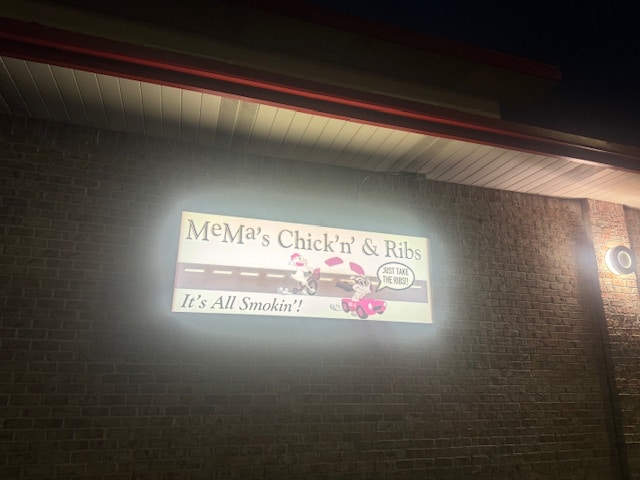 MeMa's Chick'n' & Ribs
JUST TAKE
THE RIBS!!
It's All Smokin'!